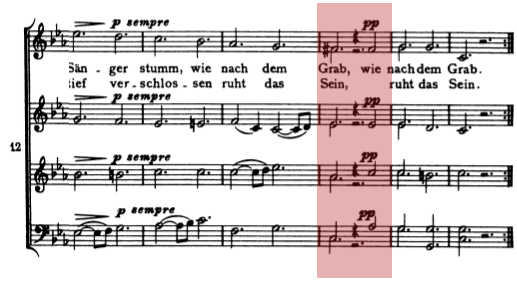 p sempre pp
Sän - ger stumm, wie nach dem Grab, wie nach dem Grab.
tief ver - schlos - sen ruht das Sein, ruht das Sein.
p sempre pp
12
p sempre pp
p sempre pp